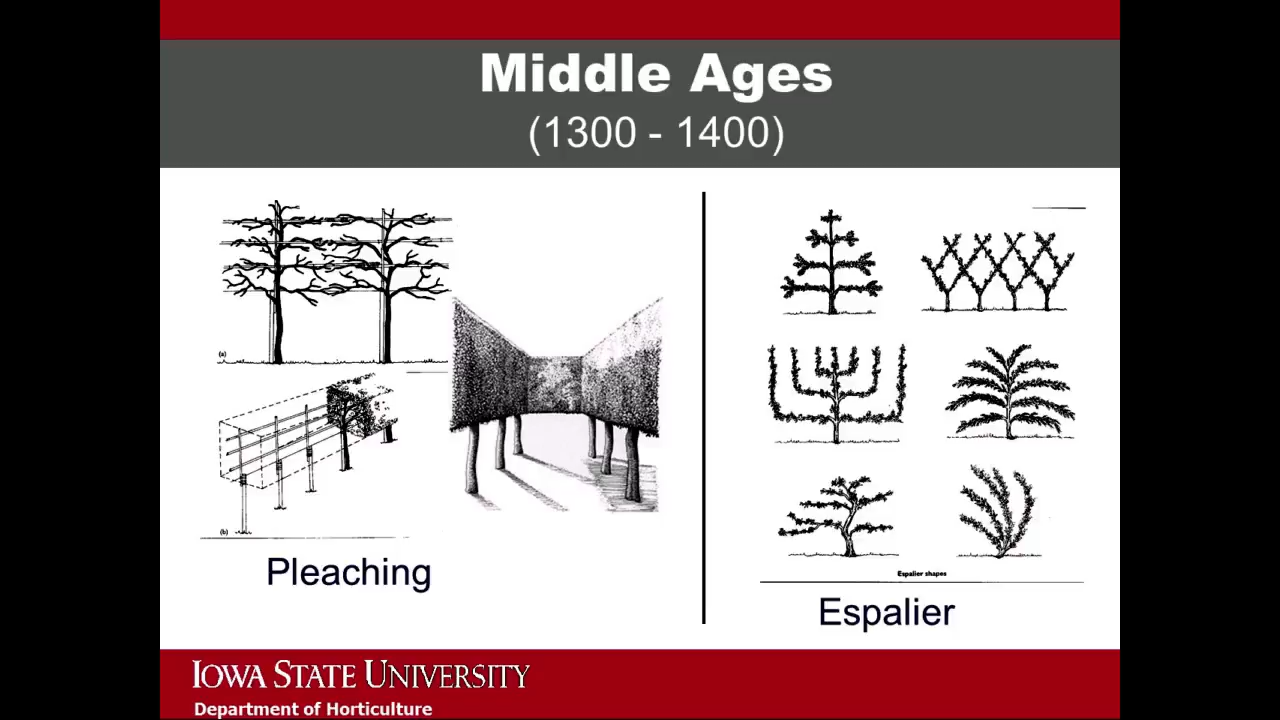 Middle Ages
(1300 - 1400)
(a)
(b)
Pleaching
Espalier shapes
Espalier
IOWA STATE UNIVERSITY
Department of Horticulture